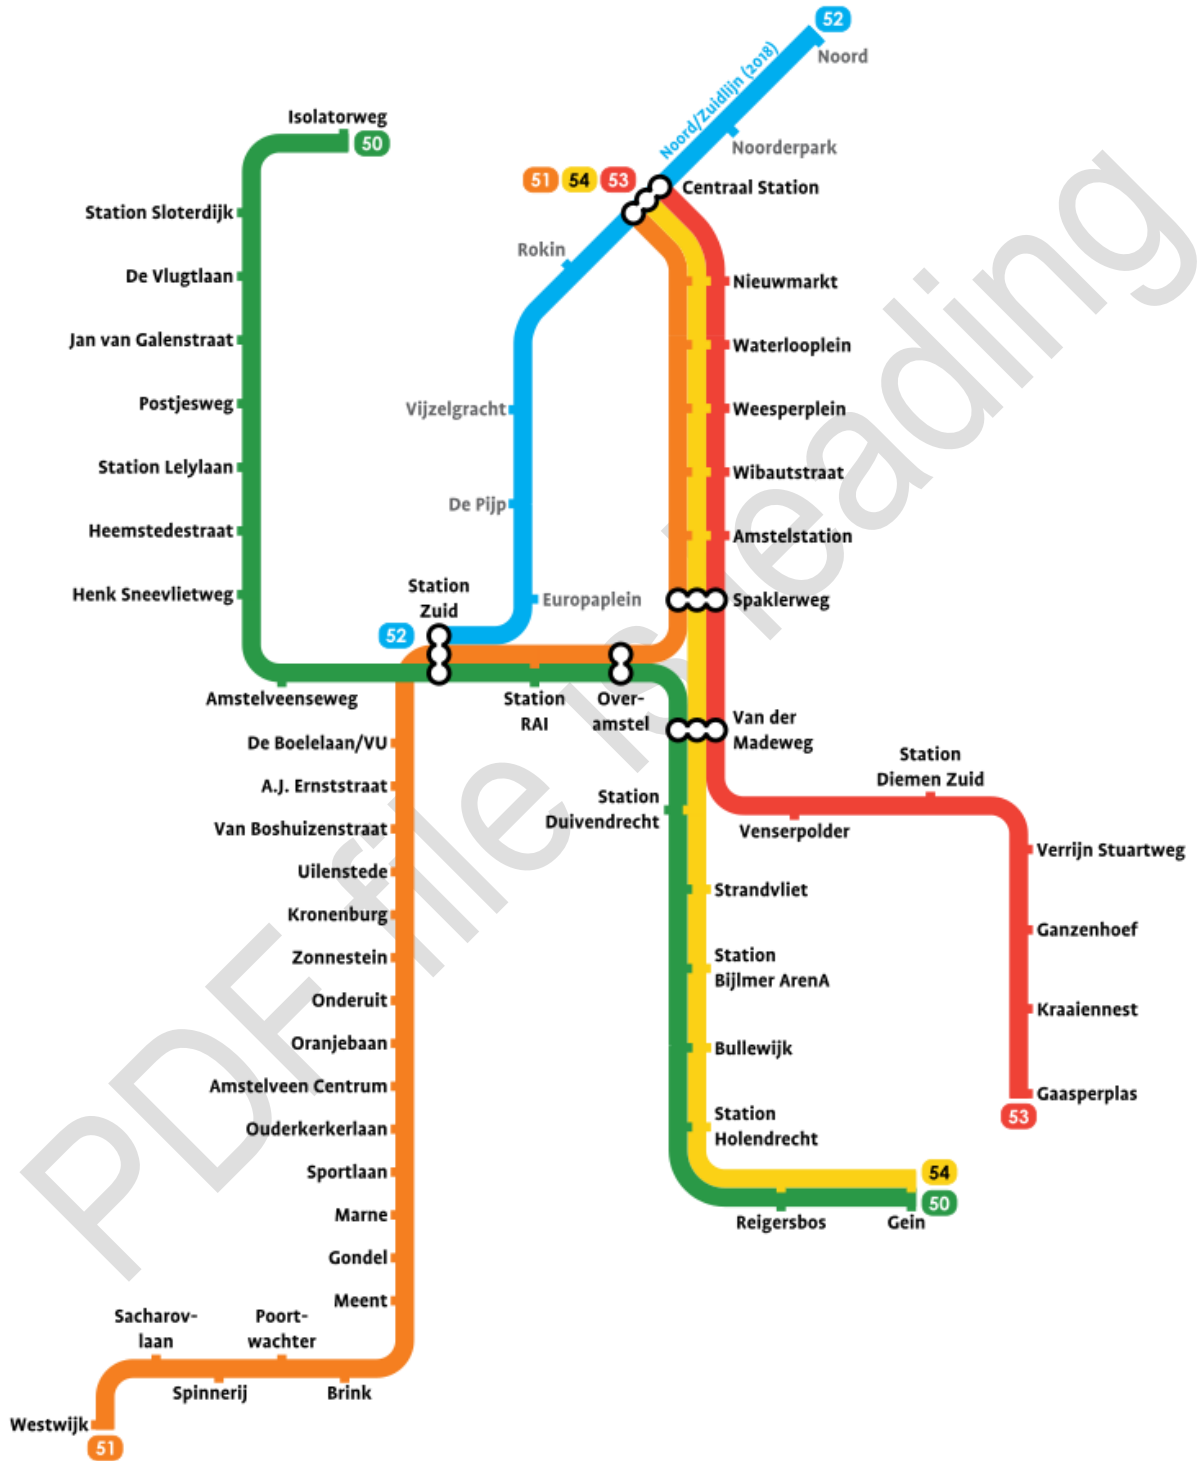 52
Noord
Noord/Zuidlijn (2018)
Noorderpark
Isolatorweg
50
51 54 53
Centraal Station
Station Sloterdijk
Rokin
De Vlugtlaan
Nieuwmarkt
Jan van Galenstraat
Waterlooplein
Postjesweg
Vijzelgracht
Weesperplein
Station Lelylaan
Wibautstraat
De Pijp
Heemstedestraat
Amstelstation
Henk Sneevlietweg
Station
Zuid
Europaplein
Spaklerweg
52
Amstelveenseweg
Station
RAI
Over-
amstel
Van der
Madeweg
De Boelelaan/VU
Station
Diemen Zuid
A.J. Ernststraat
Station
Duivendrecht
Van Boshuizenstraat
Venserpolder
Verrijn Stuartweg
Uilenstede
Strandvliet
Kronenburg
Ganzenhoef
Zonnestein
Station
Bijlmer ArenA
Onderuit
Kraaiennest
Oranjebaan
Bullewijk
Amstelveen Centrum
Gaasperplas
53
Ouderkerkerlaan
Station
Holendrecht
Sportlaan
54
50
Marne
Reigersbos
Gein
Gondel
Meent
Sacharov-
laan
Poort-
wachter
Spinnerij
Brink
Westwijk
51
PDF file is leading